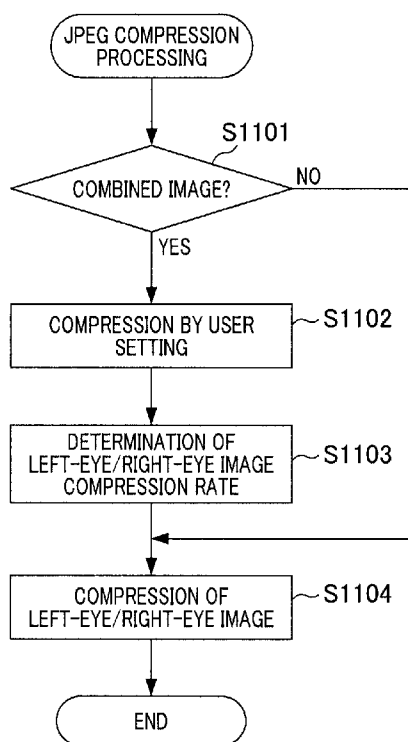 JPEG COMPRESSION
PROCESSING
S1101
COMBINED IMAGE?
NO
YES
COMPRESSION BY USER
SETTING
S1102
DETERMINATION OF
LEFT-EYE/RIGHT-EYE IMAGE
COMPRESSION RATE
S1103
COMPRESSION OF
LEFT-EYE/RIGHT-EYE IMAGE
S1104
END